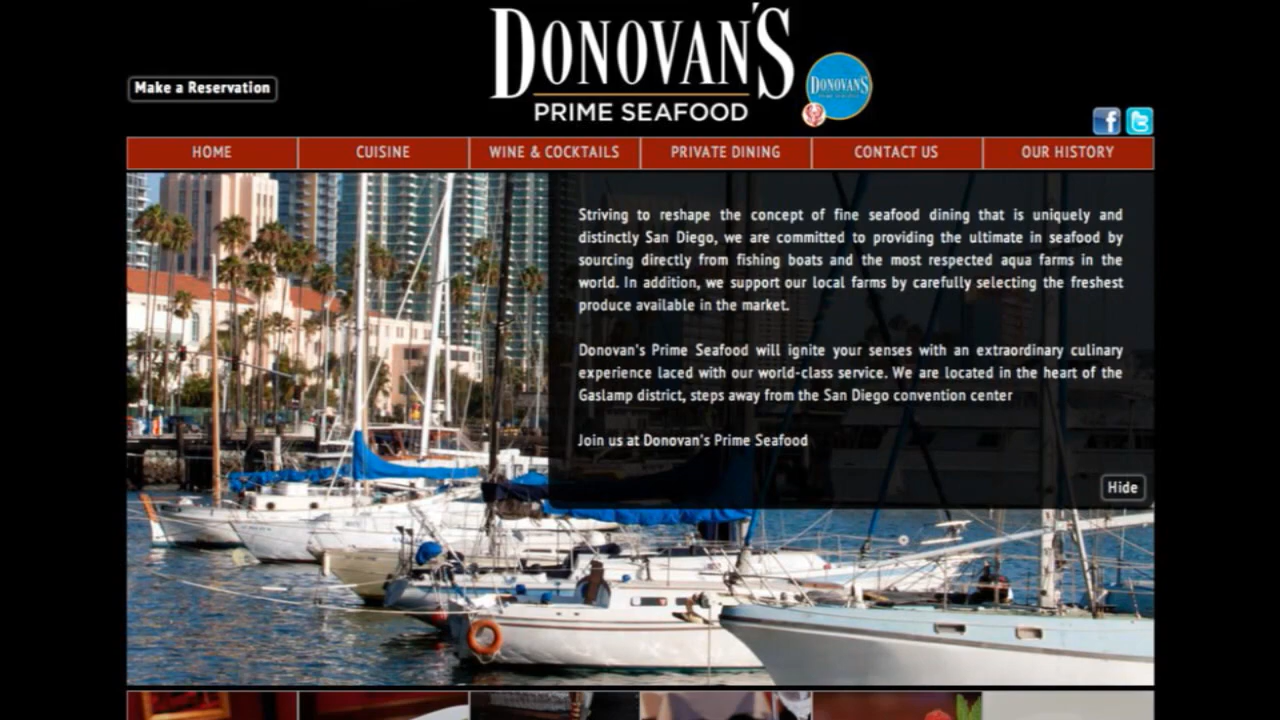 DONOVAN'S
PRIME SEAFOOD
DONOVAN'S
Make a Reservation
HOME
CUISINE
WINE & COCKTAILS
PRIVATE DINING
CONTACT US
OUR HISTORY
Striving to reshape the concept of fine seafood dining that is uniquely and
distinctly San Diego, we are committed to providing the ultimate in seafood by
sourcing directly from fishing boats and the most respected aqua farms in the
world. In addition, we support our local farms by carefully selecting the freshest
produce available in the market.
Donovan's Prime Seafood will ignite your senses with an extraordinary culinary
experience laced with our world-class service. We are located in the heart of the
Gaslamp district, steps away from the San Diego convention center
Join us at Donovan's Prime Seafood
Hide